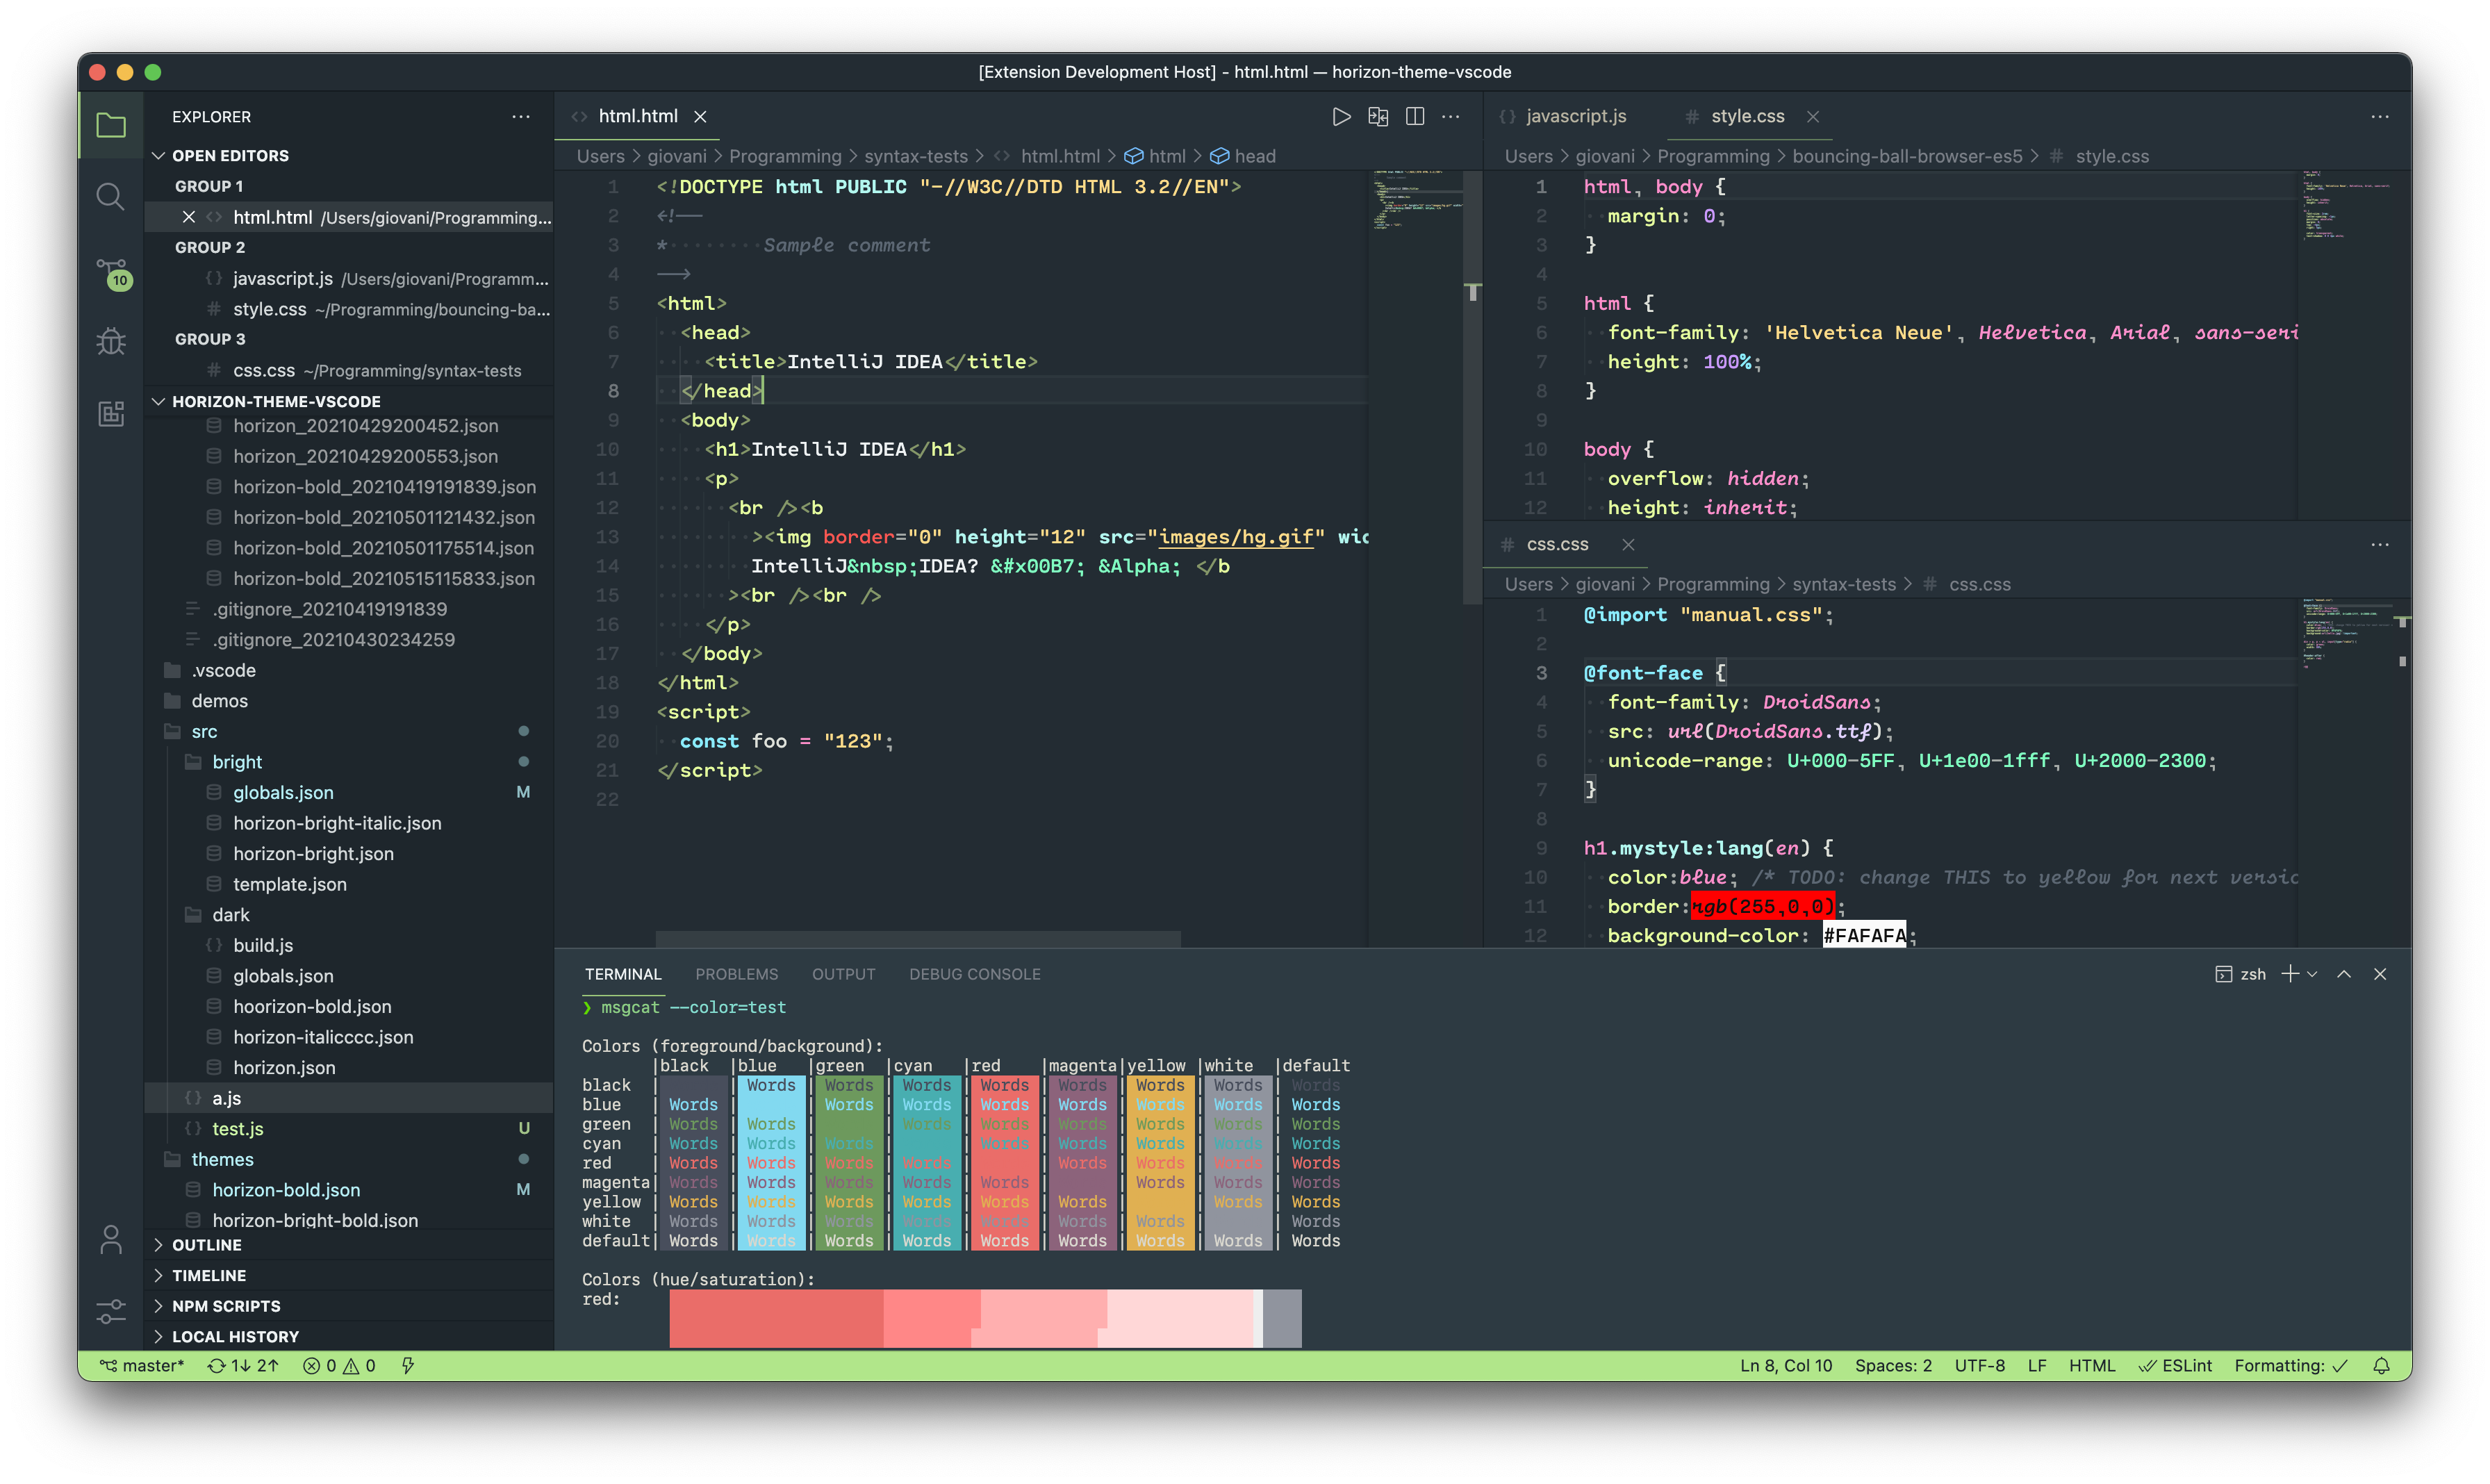 [Extension Development Host] - html.html — horizon-theme-vscode
EXPLORER
OPEN EDITORS
GROUP 1
html.html /Users/giovani/Programming...
GROUP 2
javascript.js /Users/giovani/Programm...
style.css ~/Programming/bouncing-ba...
GROUP 3
css.css ~/Programming/syntax-tests
HORIZON-THEME-VSCODE
horizon_20210429200452.json
horizon_20210429200553.json
horizon-bold_20210419191839.json
horizon-bold_20210501121432.json
horizon-bold_20210501175514.json
horizon-bold_20210515115833.json
.gitignore_20210419191839
.gitignore_20210430234259
.vscode
demos
src
bright
globals.json M
horizon-bright-italic.json
horizon-bright.json
template.json
dark
build.js
globals.json
hoorizon-bold.json
horizon-italicccc.json
horizon.json
a.js
test.js U
themes
horizon-bold.json M
horizon-bright-bold.json
OUTLINE
TIMELINE
NPM SCRIPTS
LOCAL HISTORY
10
html.html
Users > giovani > Programming > syntax-tests > <> html.html > html > head
1 <!DOCTYPE html PUBLIC "-//W3C//DTD HTML 3.2//EN">
2 <!--
3 * Sample comment
4 -->
5 <html>
6 <head>
7 <title>IntelliJ IDEA</title>
8 </head>
9 <body>
10 <h1>IntelliJ IDEA</h1>
11 <p>
12 <br /><b
13 ><img border="0" height="12" src="images/hg.gif" wid
14 IntelliJ&nbsp;IDEA? &#x00B7; &Alpha; </b
15 ><br /><br />
16 </p>
17 </body>
18 </html>
19 <script>
20 const foo = "123";
21 </script>
22
javascript.js
# style.css
Users > giovani > Programming > bouncing-ball-browser-es5 > # style.css
1 html, body {
2 margin: 0;
3 }
4
5 html {
6 font-family: 'Helvetica Neue', Helvetica, Arial, sans-seri
7 height: 100%;
8 }
9
10 body {
11 overflow: hidden;
12 height: inherit;
# css.css
Users > giovani > Programming > syntax-tests > # css.css
1 @import "manual.css";
2
3 @font-face {
4 font-family: DroidSans;
5 src: url(DroidSans.ttf);
6 unicode-range: U+000-5FF, U+1e00-1fff, U+2000-2300;
7 }
8
9 h1.mystyle:lang(en) {
10 color:blue; /* TODO: change THIS to yellow for next versio
11 border:rgb(255,0,0);
12 background-color: #FAFAFA;
TERMINAL PROBLEMS OUTPUT DEBUG CONSOLE
zsh
❯ msgcat --color=test
Colors (foreground/background):
|black |blue |green |cyan |red |magenta|yellow |white |default
black | | Words | Words | Words | Words | Words | Words | Words | Words
blue | Words | | Words | Words | Words | Words | Words | Words | Words
green | Words | Words | | Words | Words | Words | Words | Words | Words
cyan | Words | Words | Words | | Words | Words | Words | Words | Words
red | Words | Words | Words | Words | | Words | Words | Words | Words
magenta| Words | Words | Words | Words | Words | | Words | Words | Words
yellow | Words | Words | Words | Words | Words | Words | | Words | Words
white | Words | Words | Words | Words | Words | Words | Words | | Words
default| Words | Words | Words | Words | Words | Words | Words | Words | Words
Colors (hue/saturation):
red:
master* 1↓ 2↑ 0 0
Ln 8, Col 10 Spaces: 2 UTF-8 LF HTML ESLint Formatting: ✓